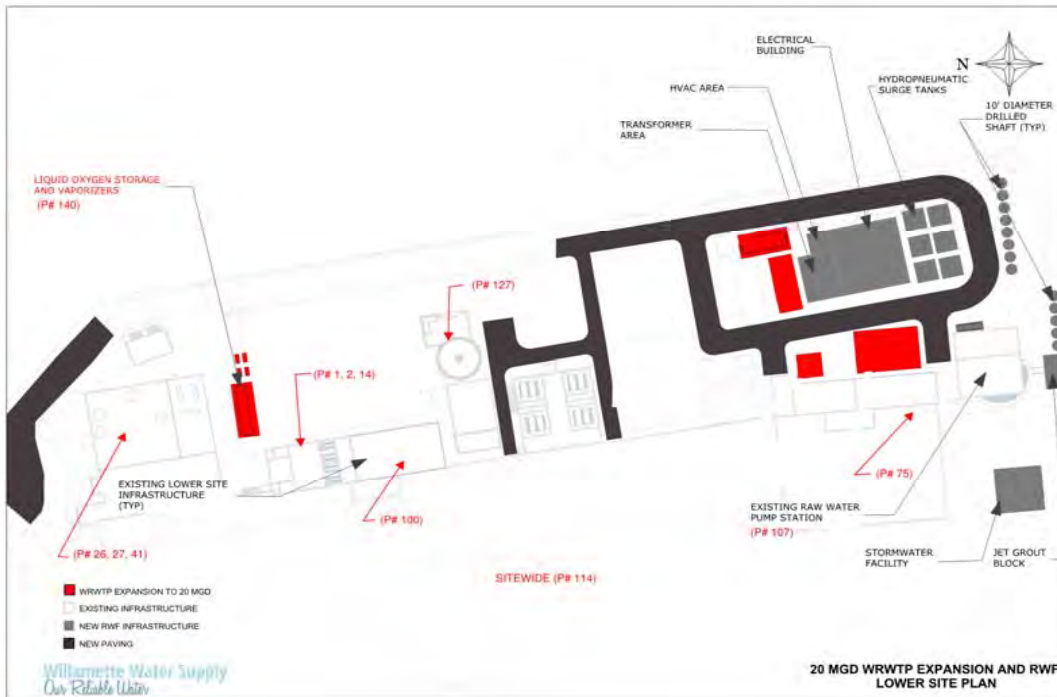 ELECTRICAL
BUILDING
N
HVAC AREA
HYDROPNEUMATIC
SURGE TANKS
10' DIAMETER
DRILLED
SHAFT (TYP)
TRANSFORMER
AREA
LIQUID OXYGEN STORAGE
AND VAPORIZERS
(P# 140)
(P# 127)
(P# 1, 2, 14)
EXISTING LOWER SITE
INFRASTRUCTURE
(TYP)
(P# 75)
(P# 100)
EXISTING RAW WATER
PUMP STATION
(P# 107)
(P# 26, 27, 41)
STORMWATER
FACILITY
JET GROUT
BLOCK
SITEWIDE (P# 114)
WRWTP EXPANSION TO 20 MGD
EXISTING INFRASTRUCTURE
NEW RWF INFRASTRUCTURE
NEW PAVING
Willamette Water Supply
Our Reliable Water
20 MGD WRWTP EXPANSION AND RWF
LOWER SITE PLAN